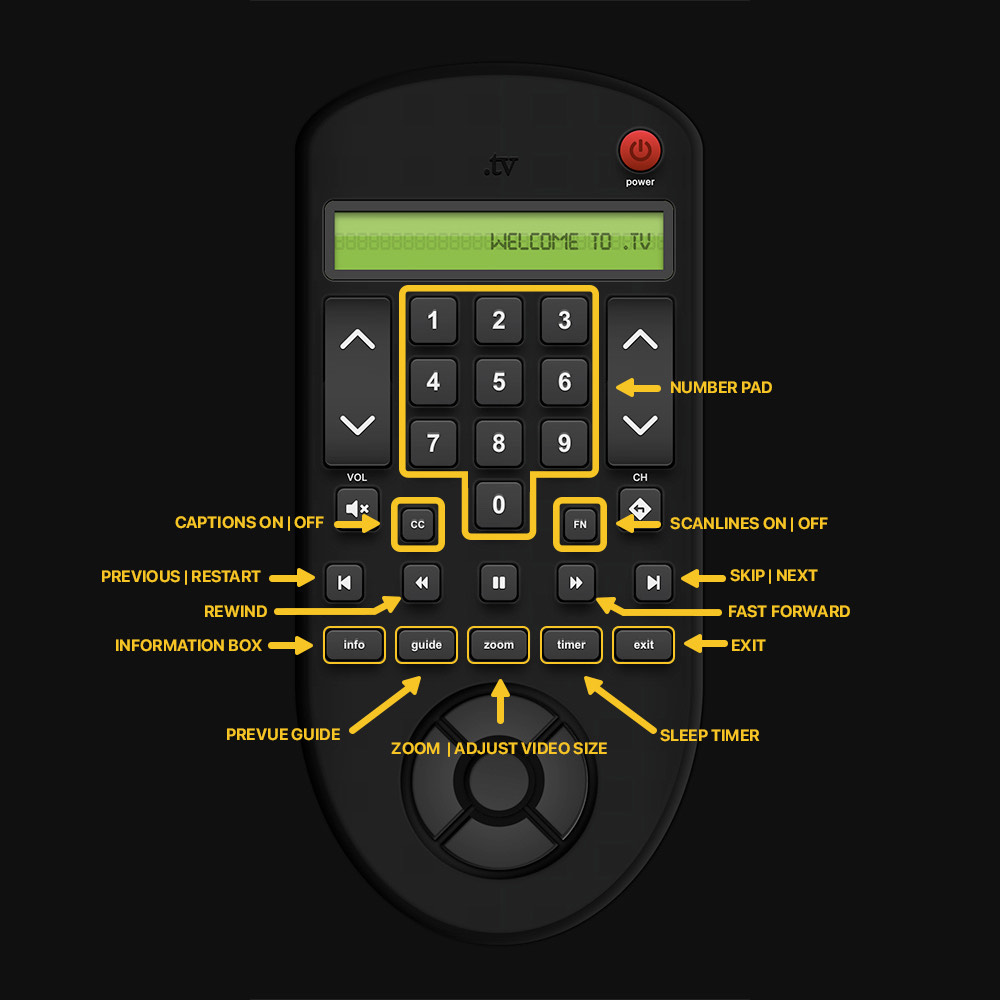 .tv
power
WELCOME TO .TV
1 2 3
4 5 6
NUMBER PAD
7 8 9
VOL
CH
0
CAPTIONS ON | OFF
CC
FN
SCANLINES ON | OFF
PREVIOUS | RESTART
SKIP | NEXT
REWIND
FAST FORWARD
INFORMATION BOX
info
guide
zoom
timer
exit
EXIT
PREVUE GUIDE
ZOOM | ADJUST VIDEO SIZE
SLEEP TIMER